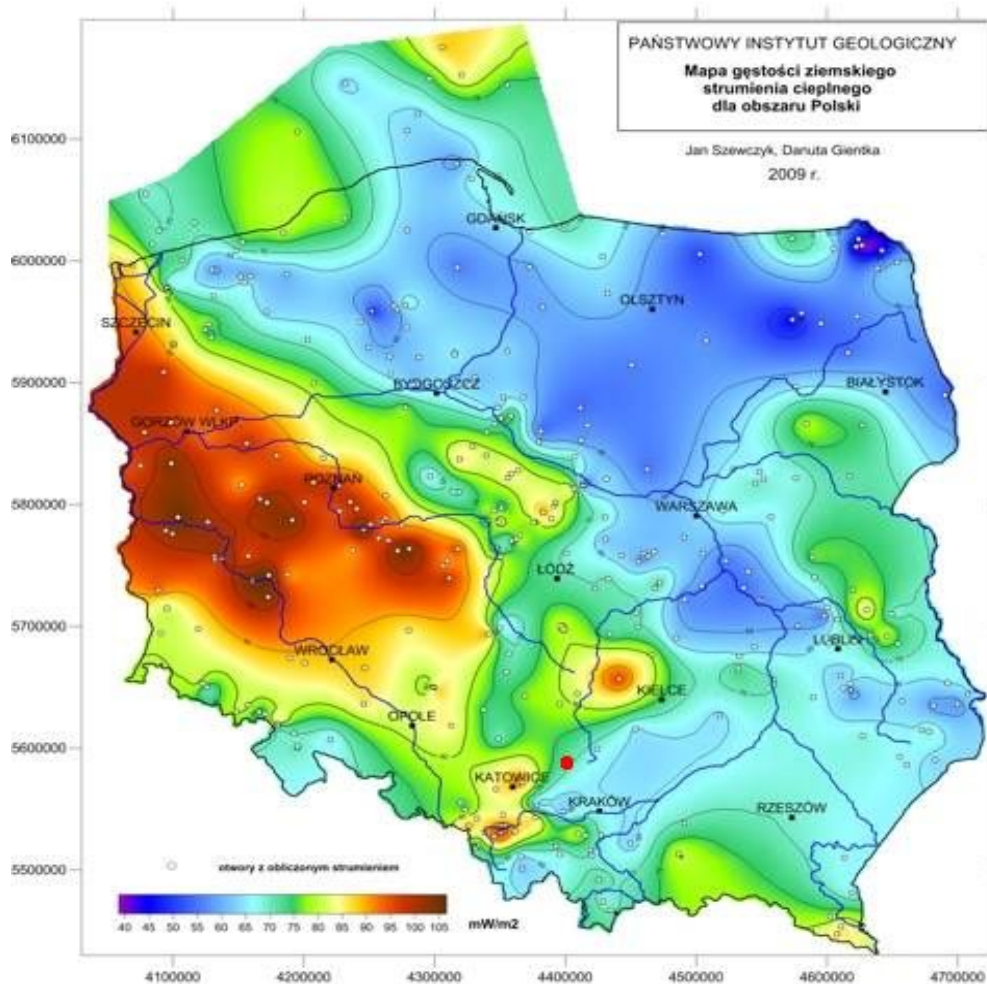 PAŃSTWOWY INSTYTUT GEOLOGICZNY
Mapa gęstości ziemskiego
strumienia cieplnego
dla obszaru Polski
Jan Szewczyk, Danuta Gientka
2009 r.
6100000
GDAŃSK
6000000
OLSZTYN
SZCZECIN
5900000
BYDGOSZCZ
BIAŁYSTOK
GORZÓW WLKP
POZNAŃ
5800000
WARSZAWA
ŁÓDŹ
5700000
WROCŁAW
LUBLIN
KIELCE
OPOLE
5600000
KATOWICE
KRAKÓW
RZESZÓW
5500000
otwory z obliczonym strumieniem
40 45 50 55 60 65 70 75 80 85 90 95 100 105
mW/m2
4100000 4200000 4300000 4400000 4500000 4600000 4700000